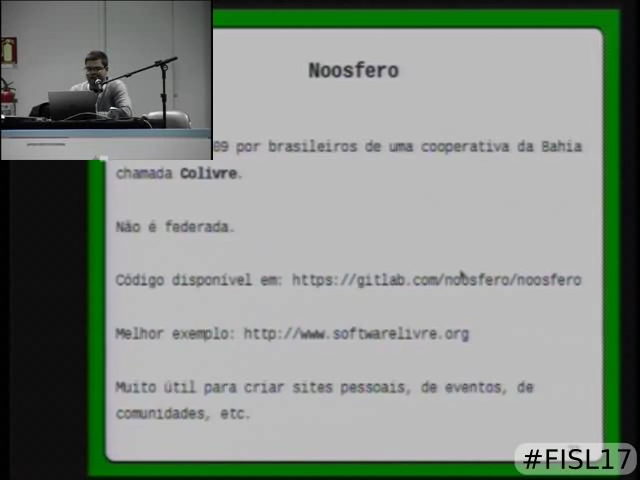 Noosfero
09 por brasileiros de uma cooperativa da Bahia
chamada Colivre.
Não é federada.
Código disponível em: https://gitlab.com/noosfero/noosfero
Melhor exemplo: http://www.softwarelivre.org
Muito útil para criar sites pessoais, de eventos, de
comunidades, etc.
#FISL17